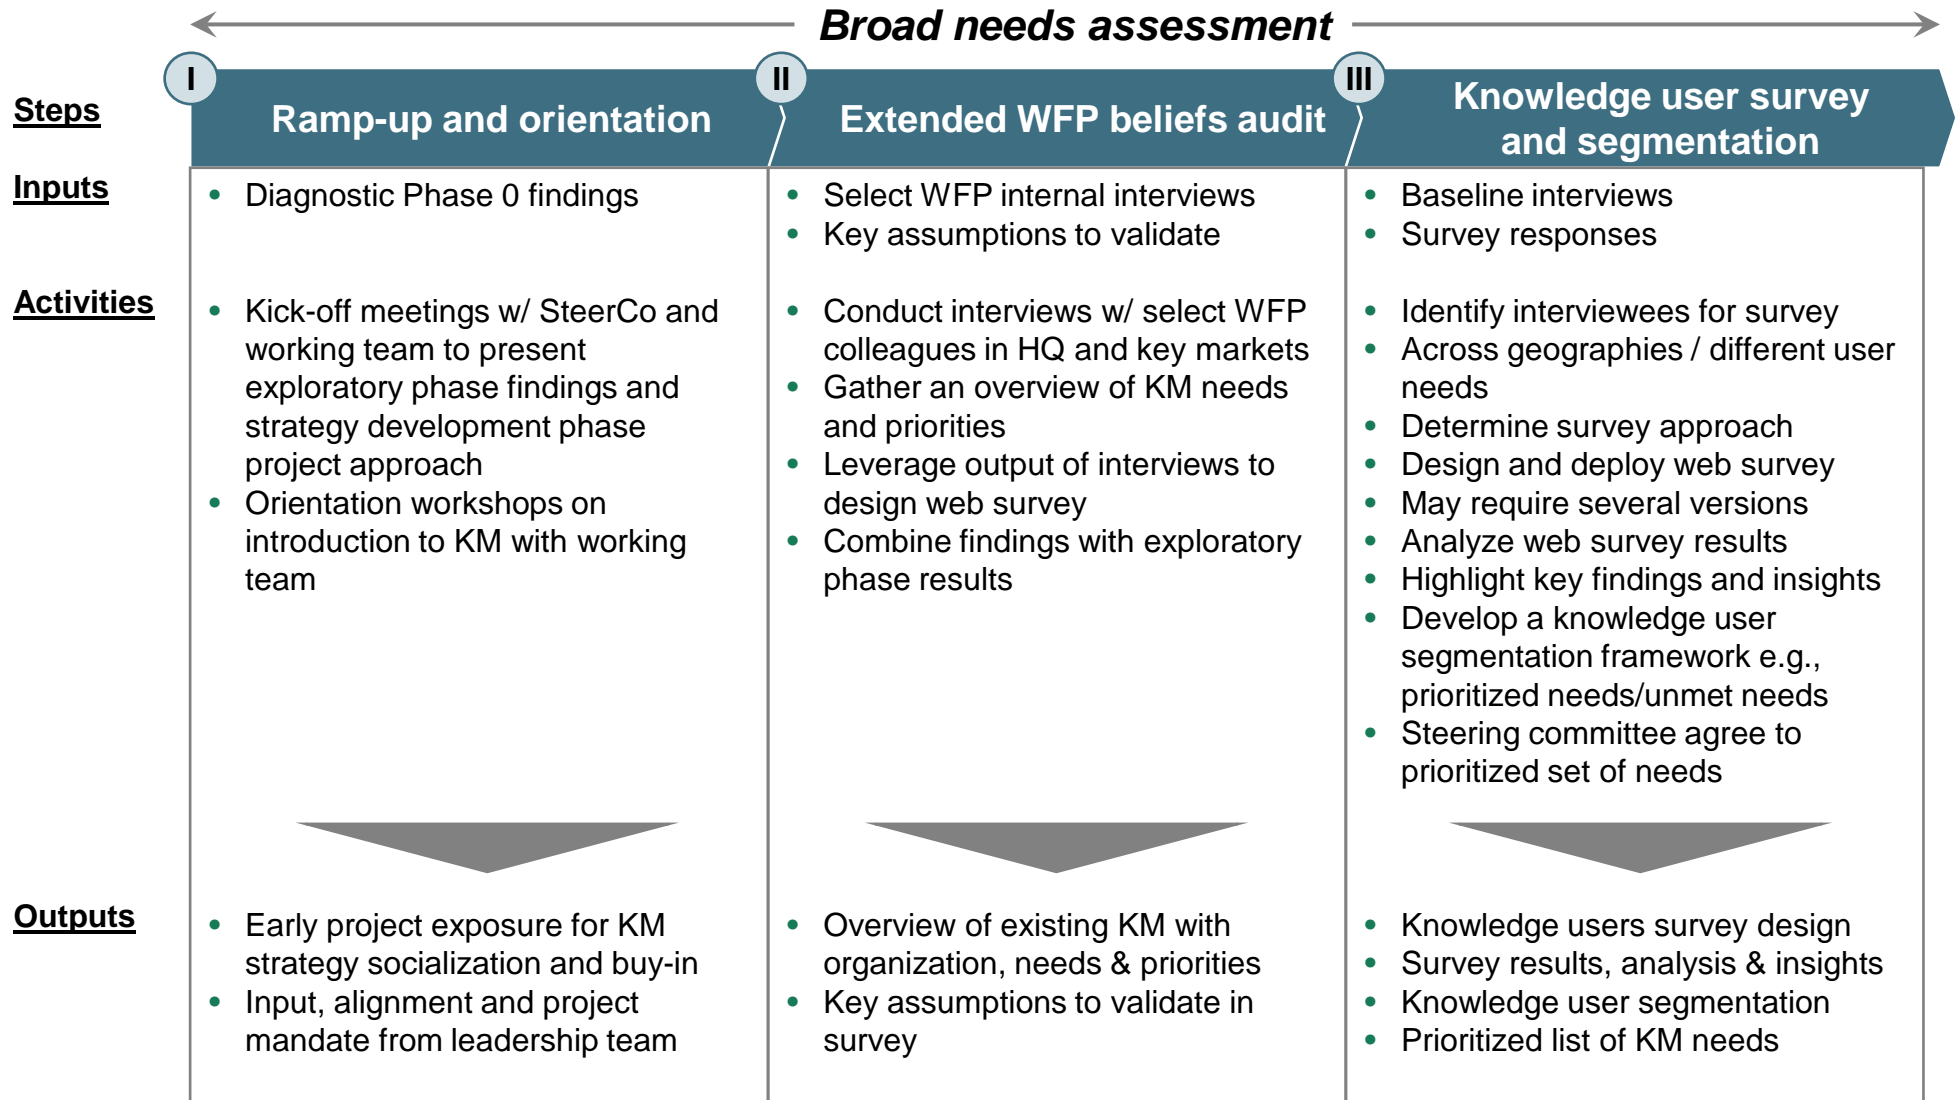 Broad needs assessment
I
II
III
Steps
Ramp-up and orientation
Extended WFP beliefs audit
Knowledge user survey
and segmentation
Inputs
• Diagnostic Phase 0 findings
• Select WFP internal interviews
• Key assumptions to validate
• Baseline interviews
• Survey responses
Activities
• Kick-off meetings w/ SteerCo and
working team to present
exploratory phase findings and
strategy development phase
project approach
• Orientation workshops on
introduction to KM with working
team
• Conduct interviews w/ select WFP
colleagues in HQ and key markets
• Gather an overview of KM needs
and priorities
• Leverage output of interviews to
design web survey
• Combine findings with exploratory
phase results
• Identify interviewees for survey
• Across geographies / different user
needs
• Determine survey approach
• Design and deploy web survey
• May require several versions
• Analyze web survey results
• Highlight key findings and insights
• Develop a knowledge user
segmentation framework e.g.,
prioritized needs/unmet needs
• Steering committee agree to
prioritized set of needs
Outputs
• Early project exposure for KM
strategy socialization and buy-in
• Input, alignment and project
mandate from leadership team
• Overview of existing KM with
organization, needs & priorities
• Key assumptions to validate in
survey
• Knowledge users survey design
• Survey results, analysis & insights
• Knowledge user segmentation
• Prioritized list of KM needs